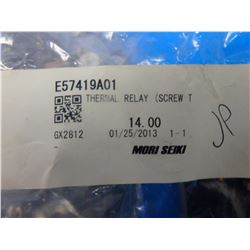 E57419A01
THERMAL RELAY (SCREW T
14.00
GX2812 01/25/2013 1-1
- MORI SEIKI
JP